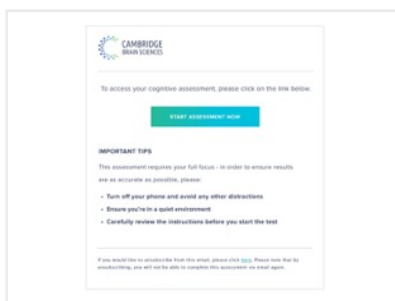 CAMBRIDGE
BRAIN SCIENCES
To access your cognitive assessment, please click on the link below.
START ASSESSMENT NOW
IMPORTANT TIPS
This assessment requires your full focus - in order to ensure results
are as accurate as possible, please:
• Turn off your phone and avoid any other distractions
• Ensure you're in a quiet environment
• Carefully review the instructions before you start the test
If you would like to unsubscribe from this email, please click here. Please note that by
unsubscribing, you will not be able to complete this assessment via email again.